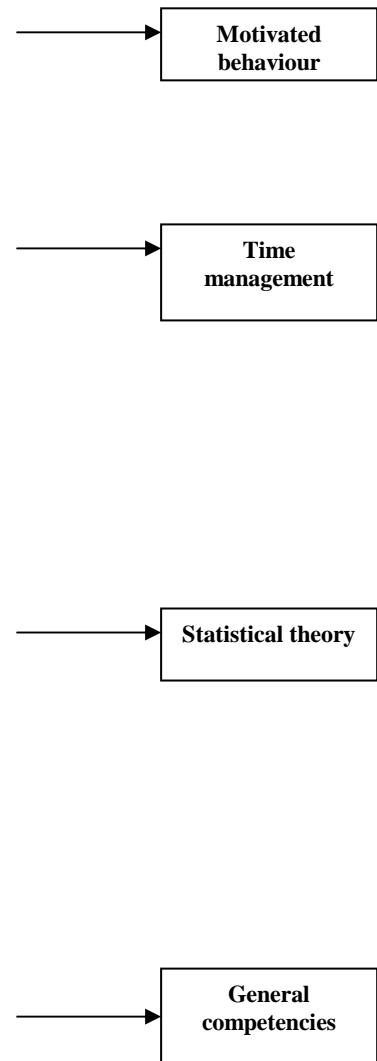 Motivated
behaviour
Time
management
Statistical theory
General
competencies